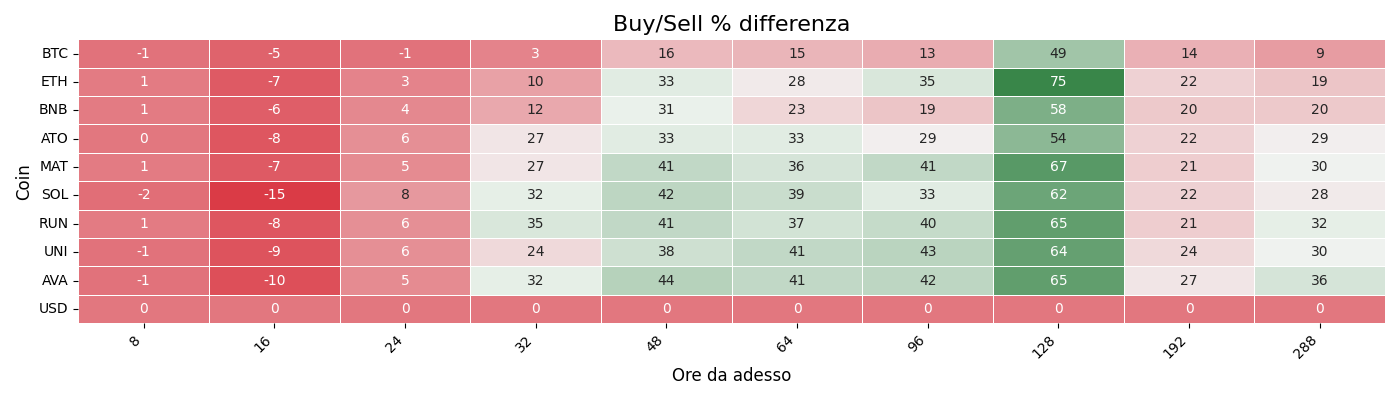 Buy/Sell % differenza
Coin
BTC -1 -5 -1 3 16 15 13 49 14 9
ETH 1 -7 3 10 33 28 35 75 22 19
BNB 1 -6 4 12 31 23 19 58 20 20
ATO 0 -8 6 27 33 33 29 54 22 29
MAT 1 -7 5 27 41 36 41 67 21 30
SOL -2 -15 8 32 42 39 33 62 22 28
RUN 1 -8 6 35 41 37 40 65 21 32
UNI -1 -9 6 24 38 41 43 64 24 30
AVA -1 -10 5 32 44 41 42 65 27 36
USD 0 0 0 0 0 0 0 0 0 0
8 16 24 32 48 64 96 128 192 288
Ore da adesso